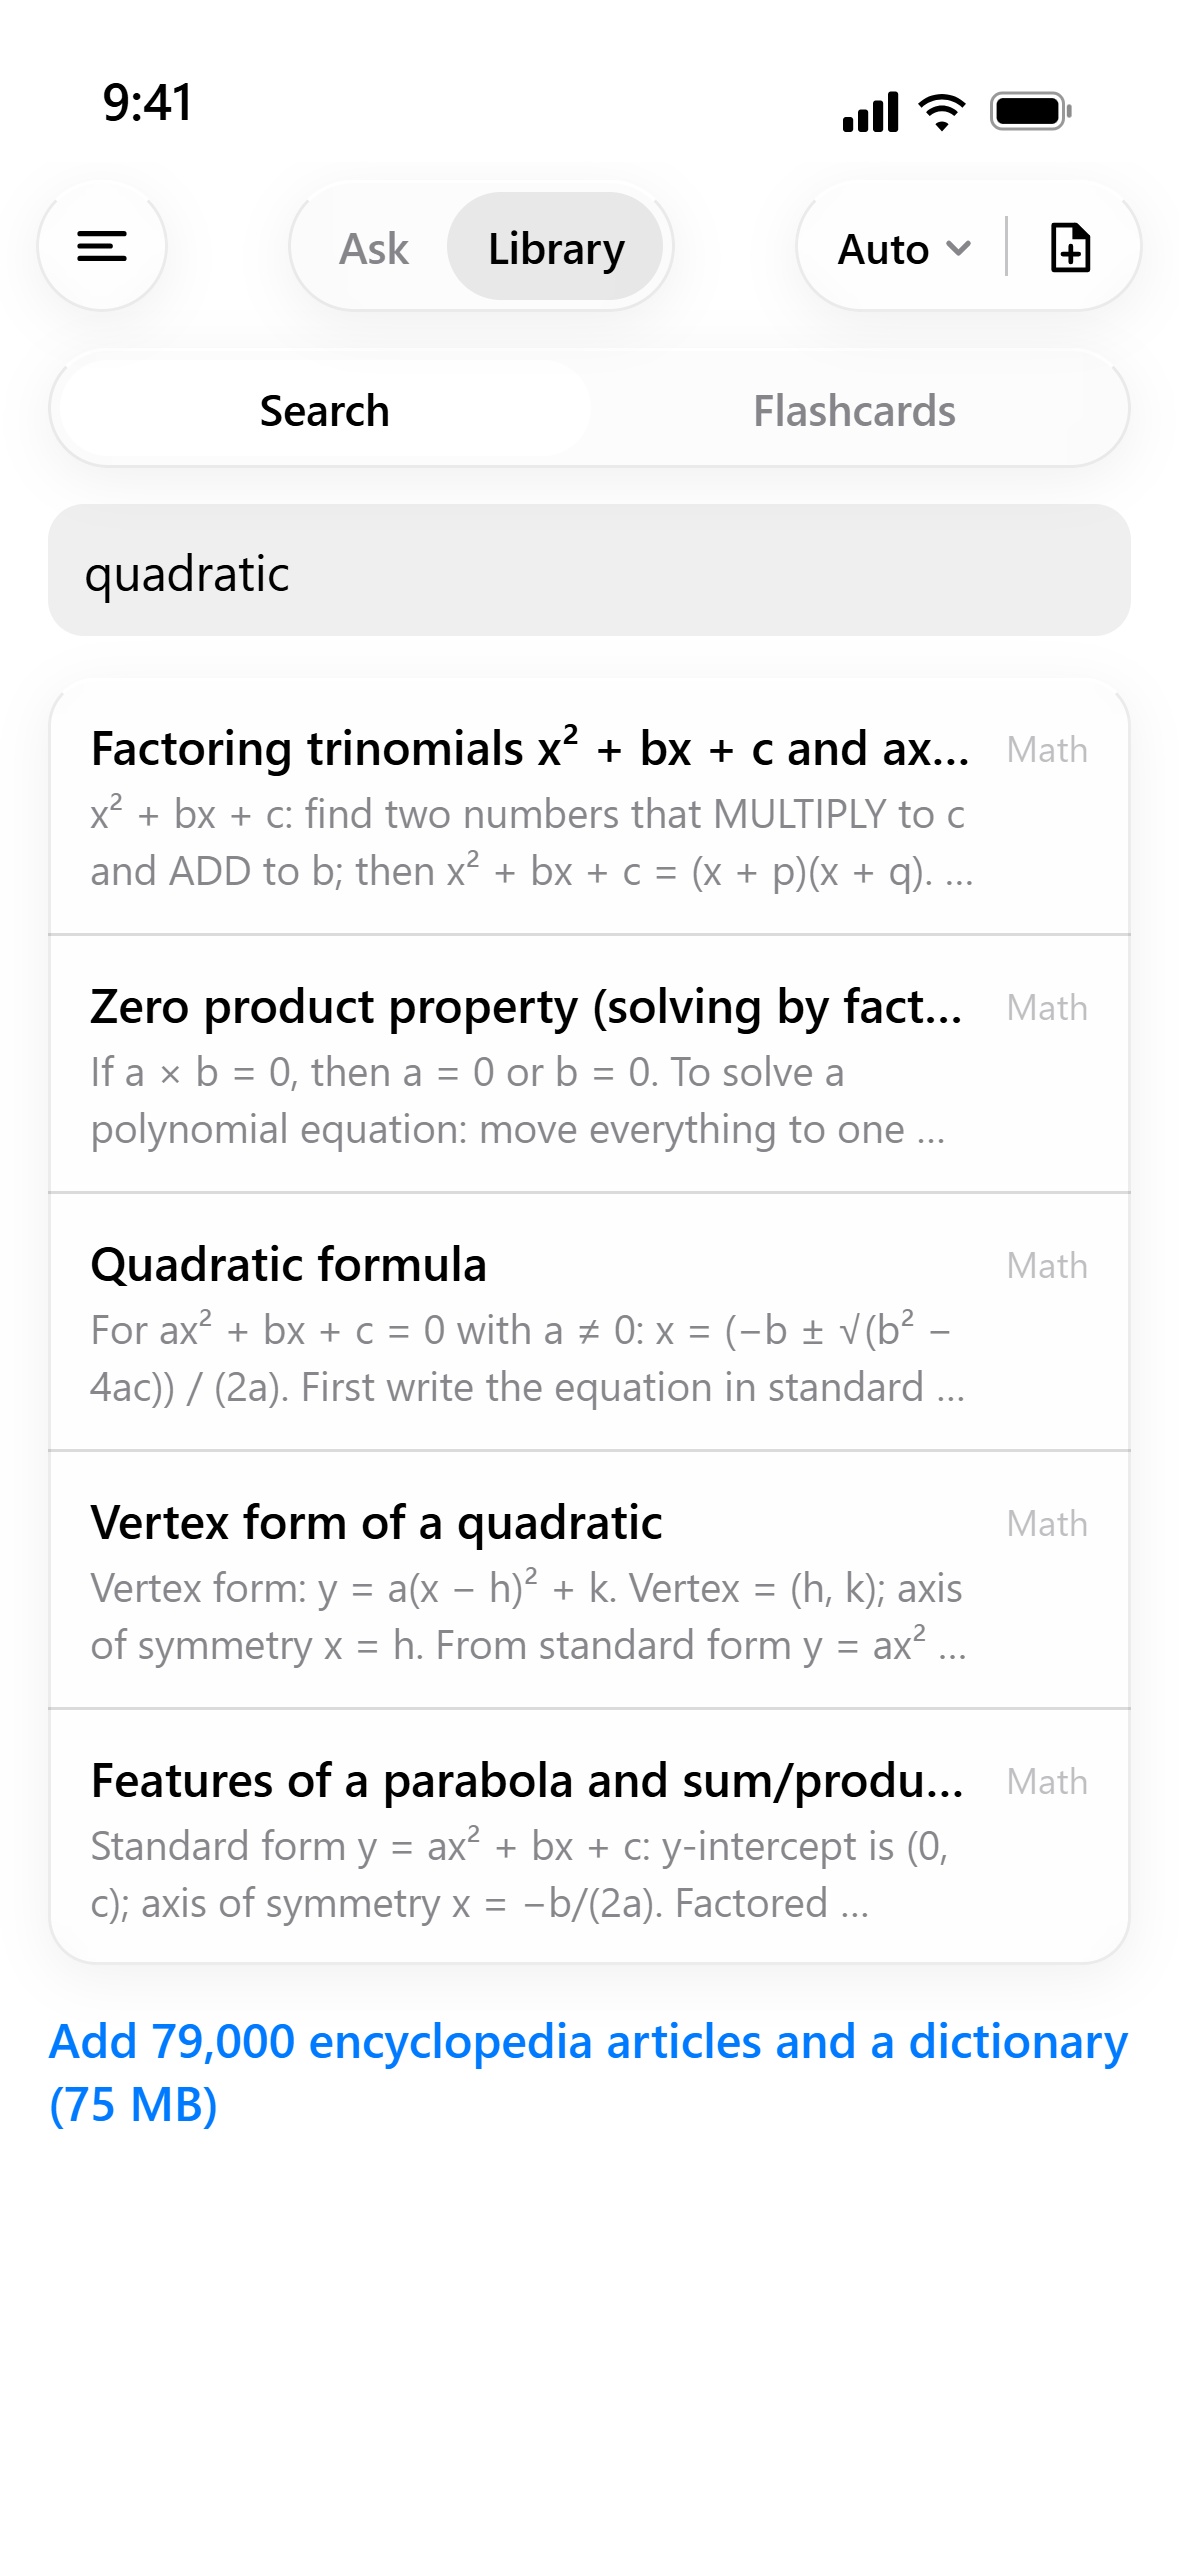 9:41
Ask
Library
Auto
Search
Flashcards
quadratic
Factoring trinomials x² + bx + c and ax...
Math
x² + bx + c: find two numbers that MULTIPLY to c
and ADD to b; then x² + bx + c = (x + p)(x + q). ...
Zero product property (solving by fact...
Math
If a × b = 0, then a = 0 or b = 0. To solve a
polynomial equation: move everything to one ...
Quadratic formula
Math
For ax² + bx + c = 0 with a ≠ 0: x = (−b ± √(b² −
4ac)) / (2a). First write the equation in standard ...
Vertex form of a quadratic
Math
Vertex form: y = a(x − h)² + k. Vertex = (h, k); axis
of symmetry x = h. From standard form y = ax² ...
Features of a parabola and sum/produ...
Math
Standard form y = ax² + bx + c: y-intercept is (0,
c); axis of symmetry x = −b/(2a). Factored ...
Add 79,000 encyclopedia articles and a dictionary
(75 MB)